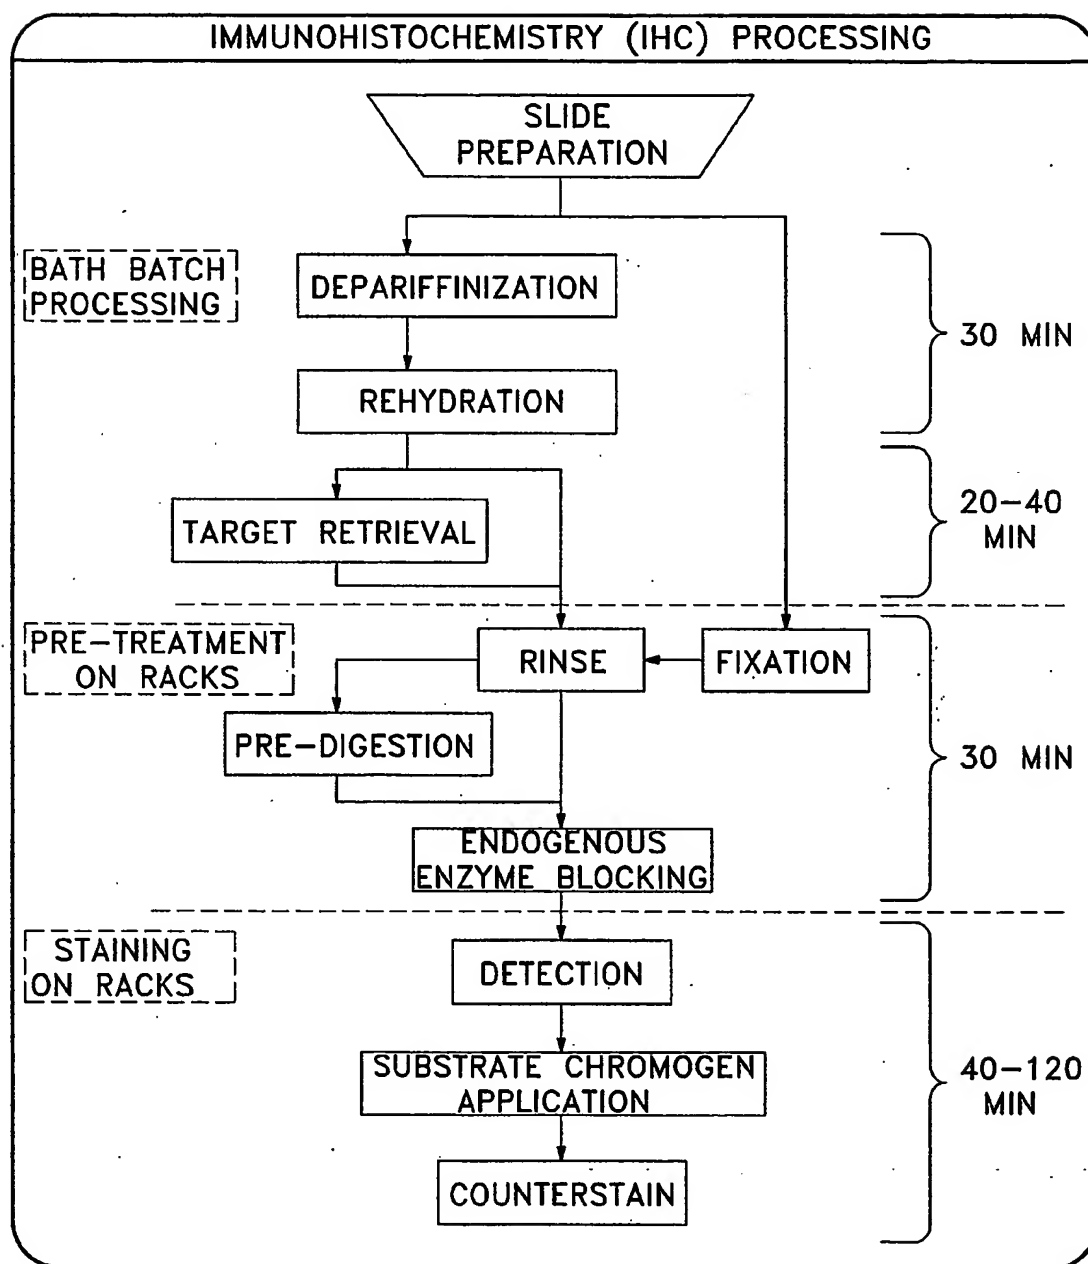 IMMUNOHISTOCHEMISTRY (IHC) PROCESSING
SLIDE
PREPARATION
BATH BATCH
PROCESSING
DEPARIFFINIZATION
REHYDRATION
30 MIN
TARGET RETRIEVAL
20-40
MIN
PRE-TREATMENT
ON RACKS
RINSE
FIXATION
PRE-DIGESTION
ENDOGENOUS
ENZYME BLOCKING
30 MIN
STAINING
ON RACKS
DETECTION
SUBSTRATE CHROMOGEN
APPLICATION
COUNTERSTAIN
40-120
MIN